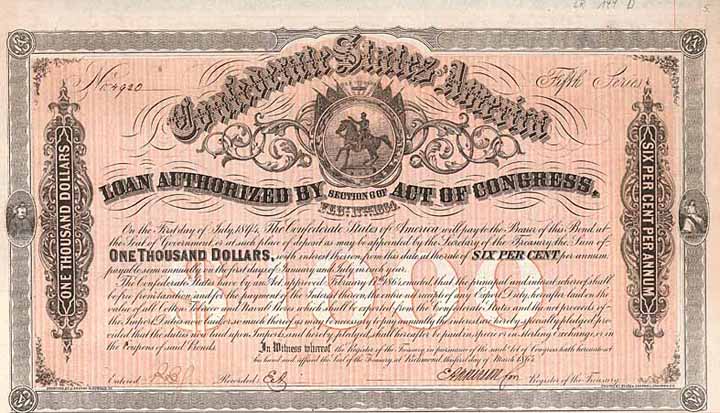 No. 4920
Fifth Series
Confederate States America
LOAN AUTHORIZED BY SECTION 6 OF ACT OF CONGRESS.
FEB: 17TH 1864
ONE THOUSAND DOLLARS
SIX PER CENT PER ANNUM
On the First day of July, 1894, The Confederate States of America will pay to the Bearer of this Bond, at
the Seat of Government, or at such place of deposit as may be appointed by the Secretary of the Treasury, the Sum of
ONE THOUSAND DOLLARS, with interest thereon from this date at the rate of SIX PER CENT per annum
payable semi annually on the first days of January and July in each year.
The Confederate States have by an Act approved February 17th 1864 enacted, that the principal and interest whereof shall
be free from taxation; and for the payment of the Interest thereon, the entire net receipts of any Export Duty, hereafter laid on the
value of all Cotton, Tobacco and Naval Stores which shall be exported from the Confederate States and the net proceeds of
the Import Duties now laid, or so much thereof as may be necessary to pay annually the interest, are specially pledged; Pro-
vided that the duties now laid upon Imports, and hereby pledged, shall hereafter be paid in specie, or in sterling exchange, or in
the Coupons of said Bonds.
In Witness whereof the Register of the Treasury, in pursuance of the said Act of Congress, hath hereunto set
his hand and affixed the Seal of the Treasury, at Richmond, this first day of March 1865
$1000
Entered
Recorded
for Register of the Treasury